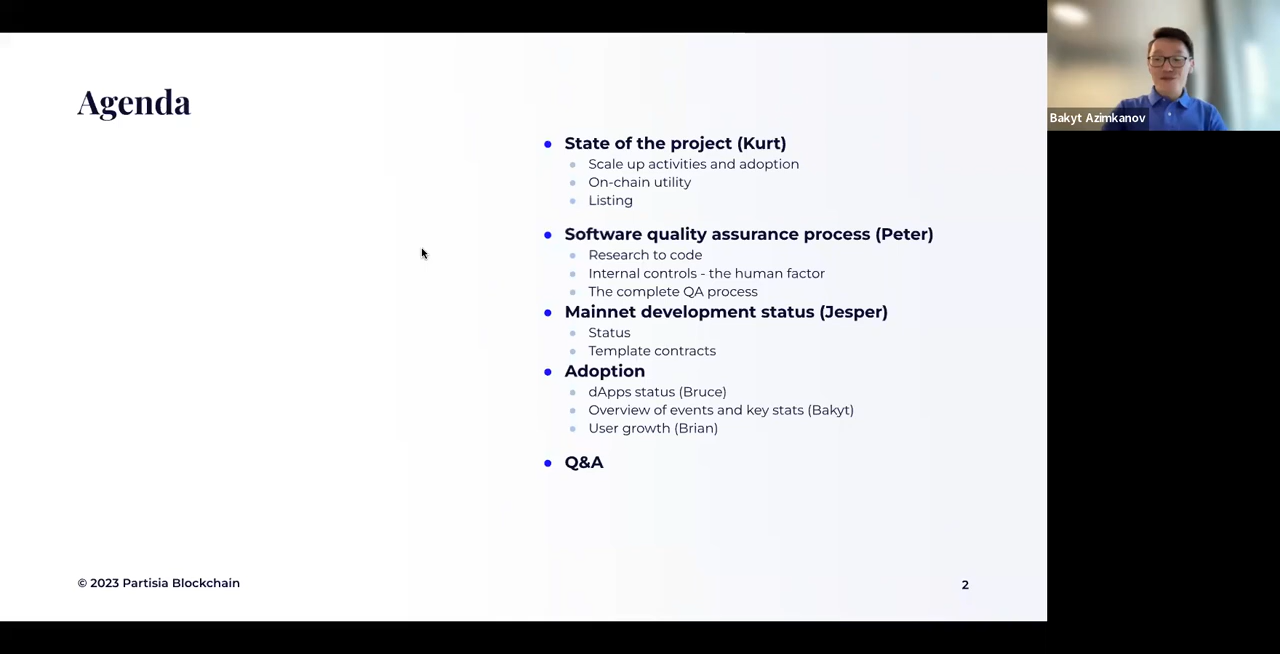 Agenda
State of the project (Kurt)
Scale up activities and adoption
On-chain utility
Listing
Software quality assurance process (Peter)
Research to code
Internal controls - the human factor
The complete QA process
Mainnet development status (Jesper)
Status
Template contracts
Adoption
dApps status (Bruce)
Overview of events and key stats (Bakyt)
User growth (Brian)
Q&A
© 2023 Partisia Blockchain
2
Bakyt Azimkanov